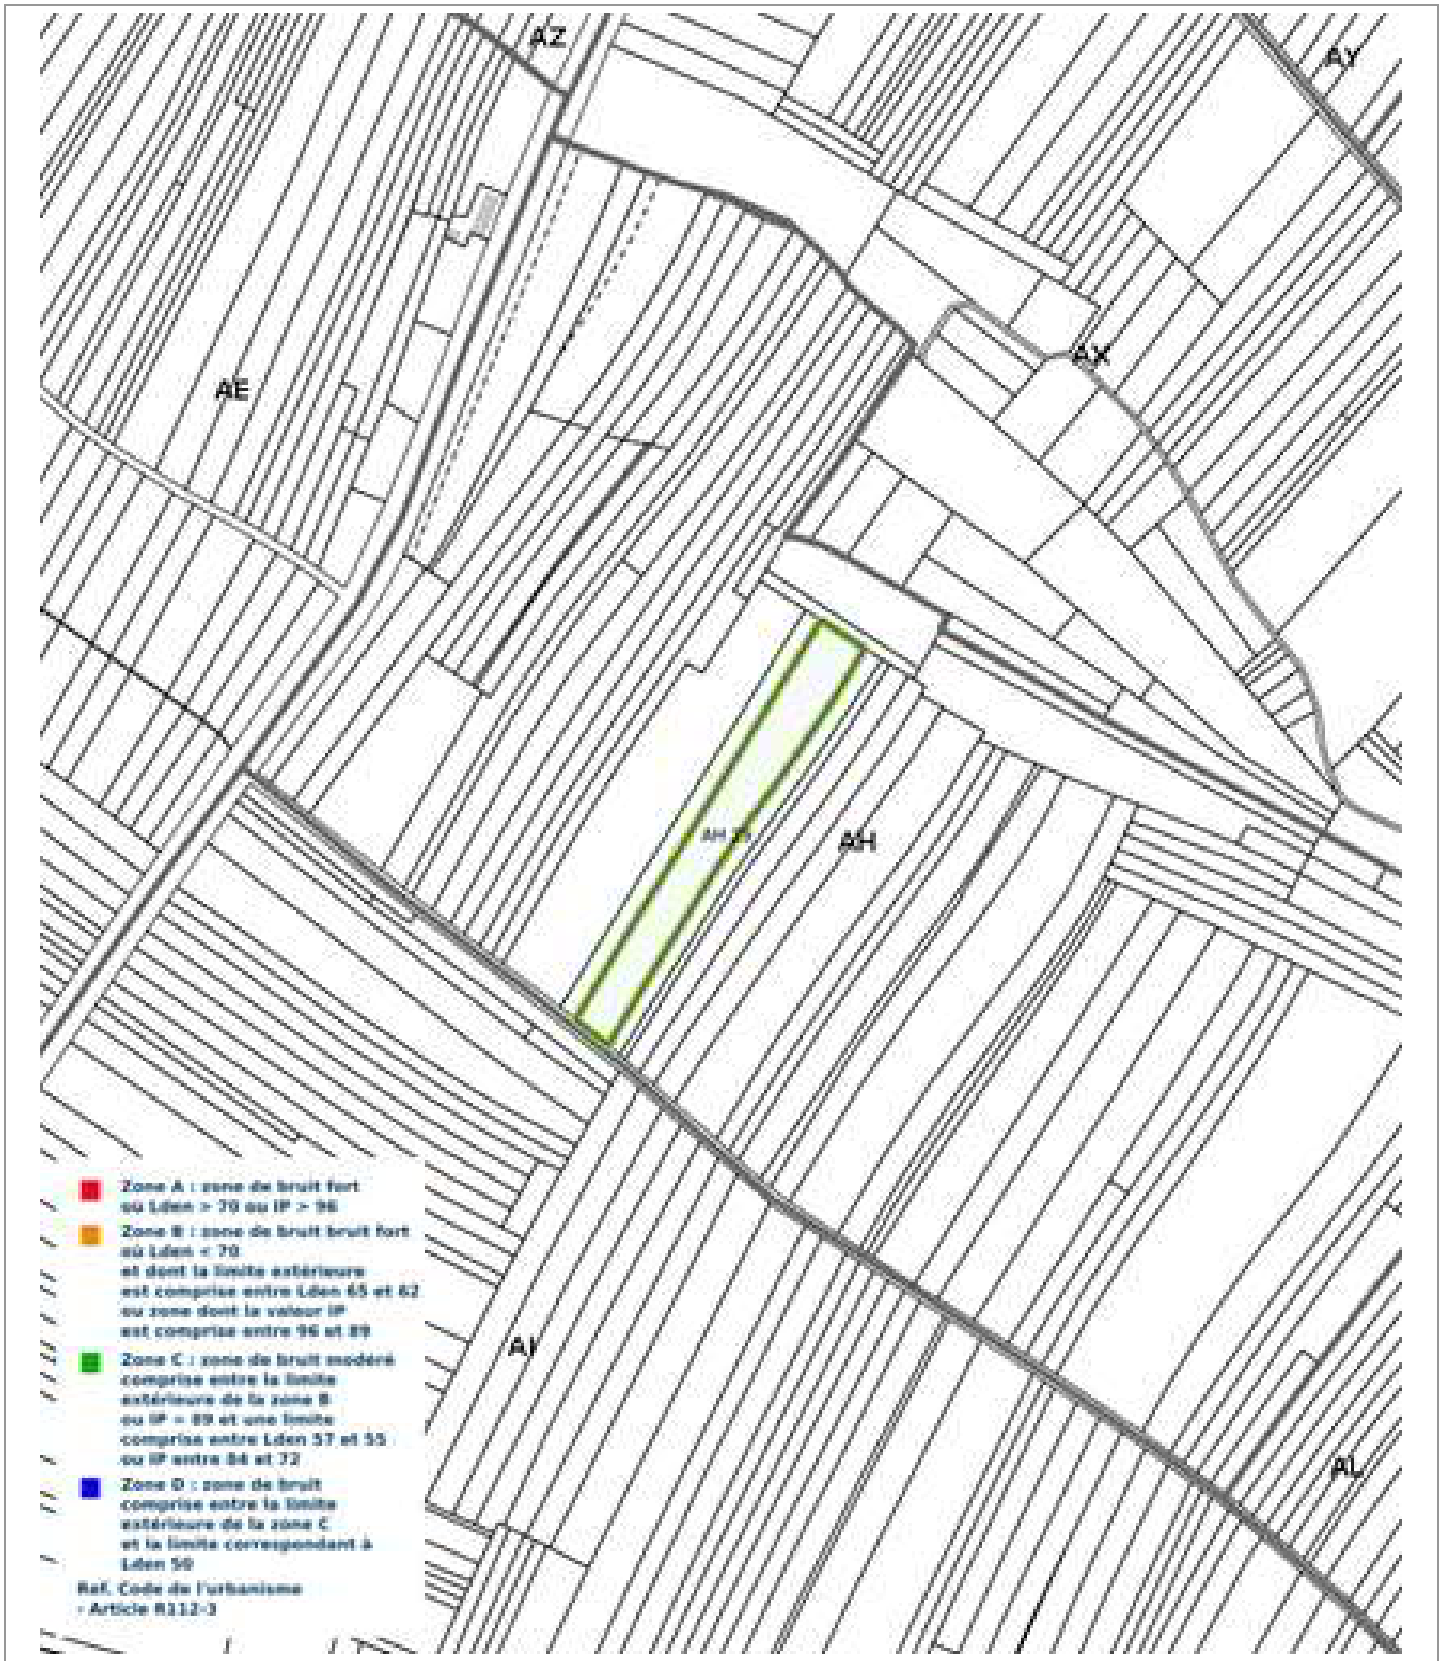 AZ
AY
AX
AE
AH
AH
AI
AL
Zone A : zone de bruit fort
où Lden > 70 ou IP > 96
Zone B : zone de bruit bruit fort
où Lden < 70
et dont la limite extérieure
est comprise entre Lden 65 et 62
ou zone dont la valeur IP
est comprise entre 96 et 89
Zone C : zone de bruit modéré
comprise entre la limite
extérieure de la zone B
ou IP = 89 et une limite
comprise entre Lden 57 et 55
ou IP entre 84 et 72
Zone D : zone de bruit
comprise entre la limite
extérieure de la zone C
et la limite correspondant à
Lden 50
Ref. Code de l'urbanisme
- Article R112-3